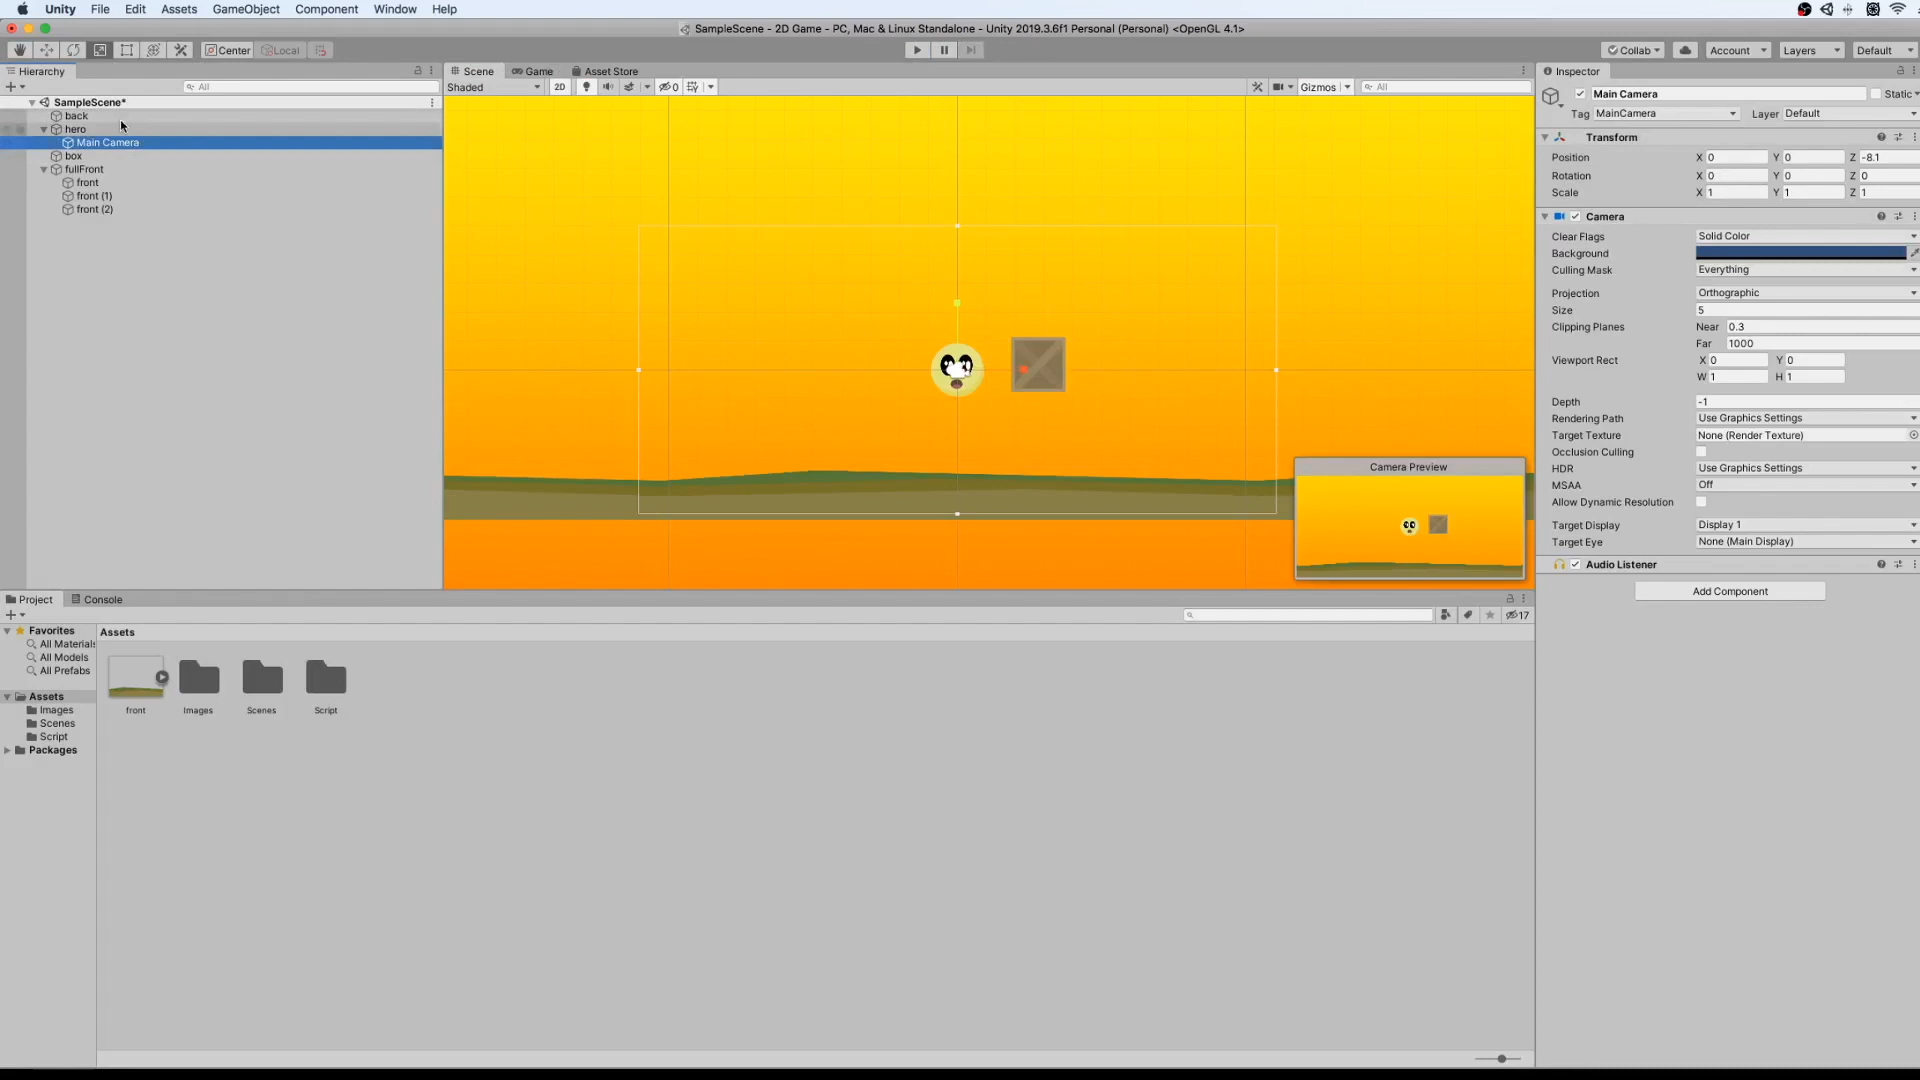 Unity File Edit Assets GameObject Component Window Help
SampleScene - 2D Game - PC, Mac & Linux Standalone - Unity 2019.3.6f1 Personal (Personal) <OpenGL 4.1>
Center Local Collab Account Layers Default
Hierarchy
All
SampleScene*
back
hero
Main Camera
box
fullFront
front
front (1)
front (2)
Scene Game Asset Store
Shaded 2D 0 Gizmos All
Camera Preview
Inspector
Main Camera Static
Tag MainCamera Layer Default
Transform
Position X 0 Y 0 Z -8.1
Rotation X 0 Y 0 Z 0
Scale X 1 Y 1 Z 1
Camera
Clear Flags Solid Color
Background
Culling Mask Everything
Projection Orthographic
Size 5
Clipping Planes Near 0.3
Far 1000
Viewport Rect X 0 Y 0
W 1 H 1
Depth -1
Rendering Path Use Graphics Settings
Target Texture None (Render Texture)
Occlusion Culling
HDR Use Graphics Settings
MSAA Off
Allow Dynamic Resolution
Target Display Display 1
Target Eye None (Main Display)
Audio Listener
Add Component
Project Console
17
Favorites
All Materials
All Models
All Prefabs
Assets
Images
Scenes
Script
Packages
Assets
front Images Scenes Script